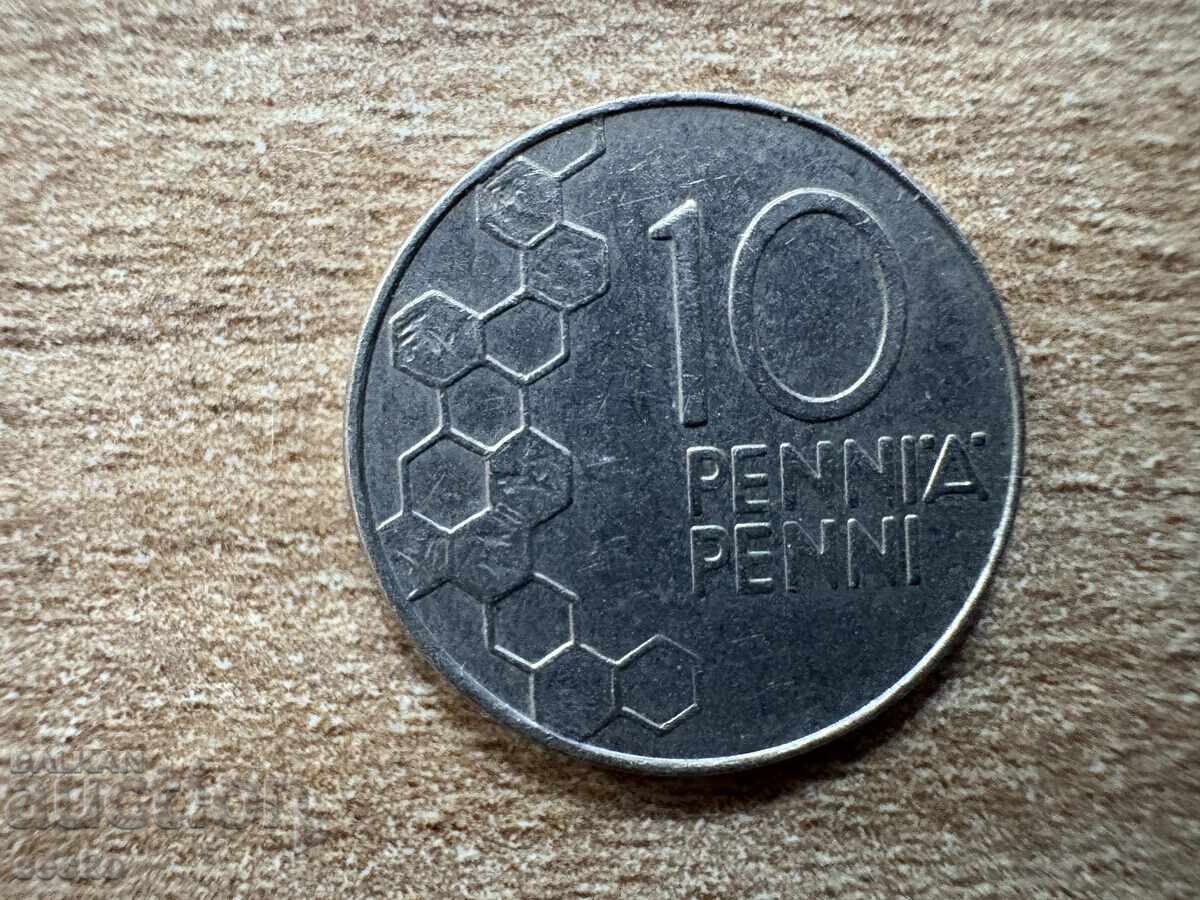 10
PENNIÄ
PENNI
BALKAN
auction